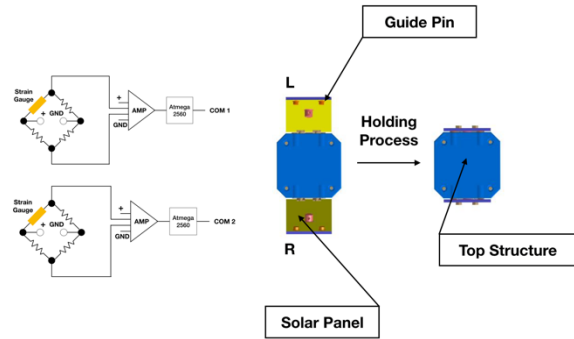 Strain
Gauge
+ GND
+
AMP
GND
Atmega
2560
COM 1
Strain
Gauge
+ GND
+
AMP
GND
Atmega
2560
COM 2
Guide Pin
L
Holding
Process
R
Top Structure
Solar Panel